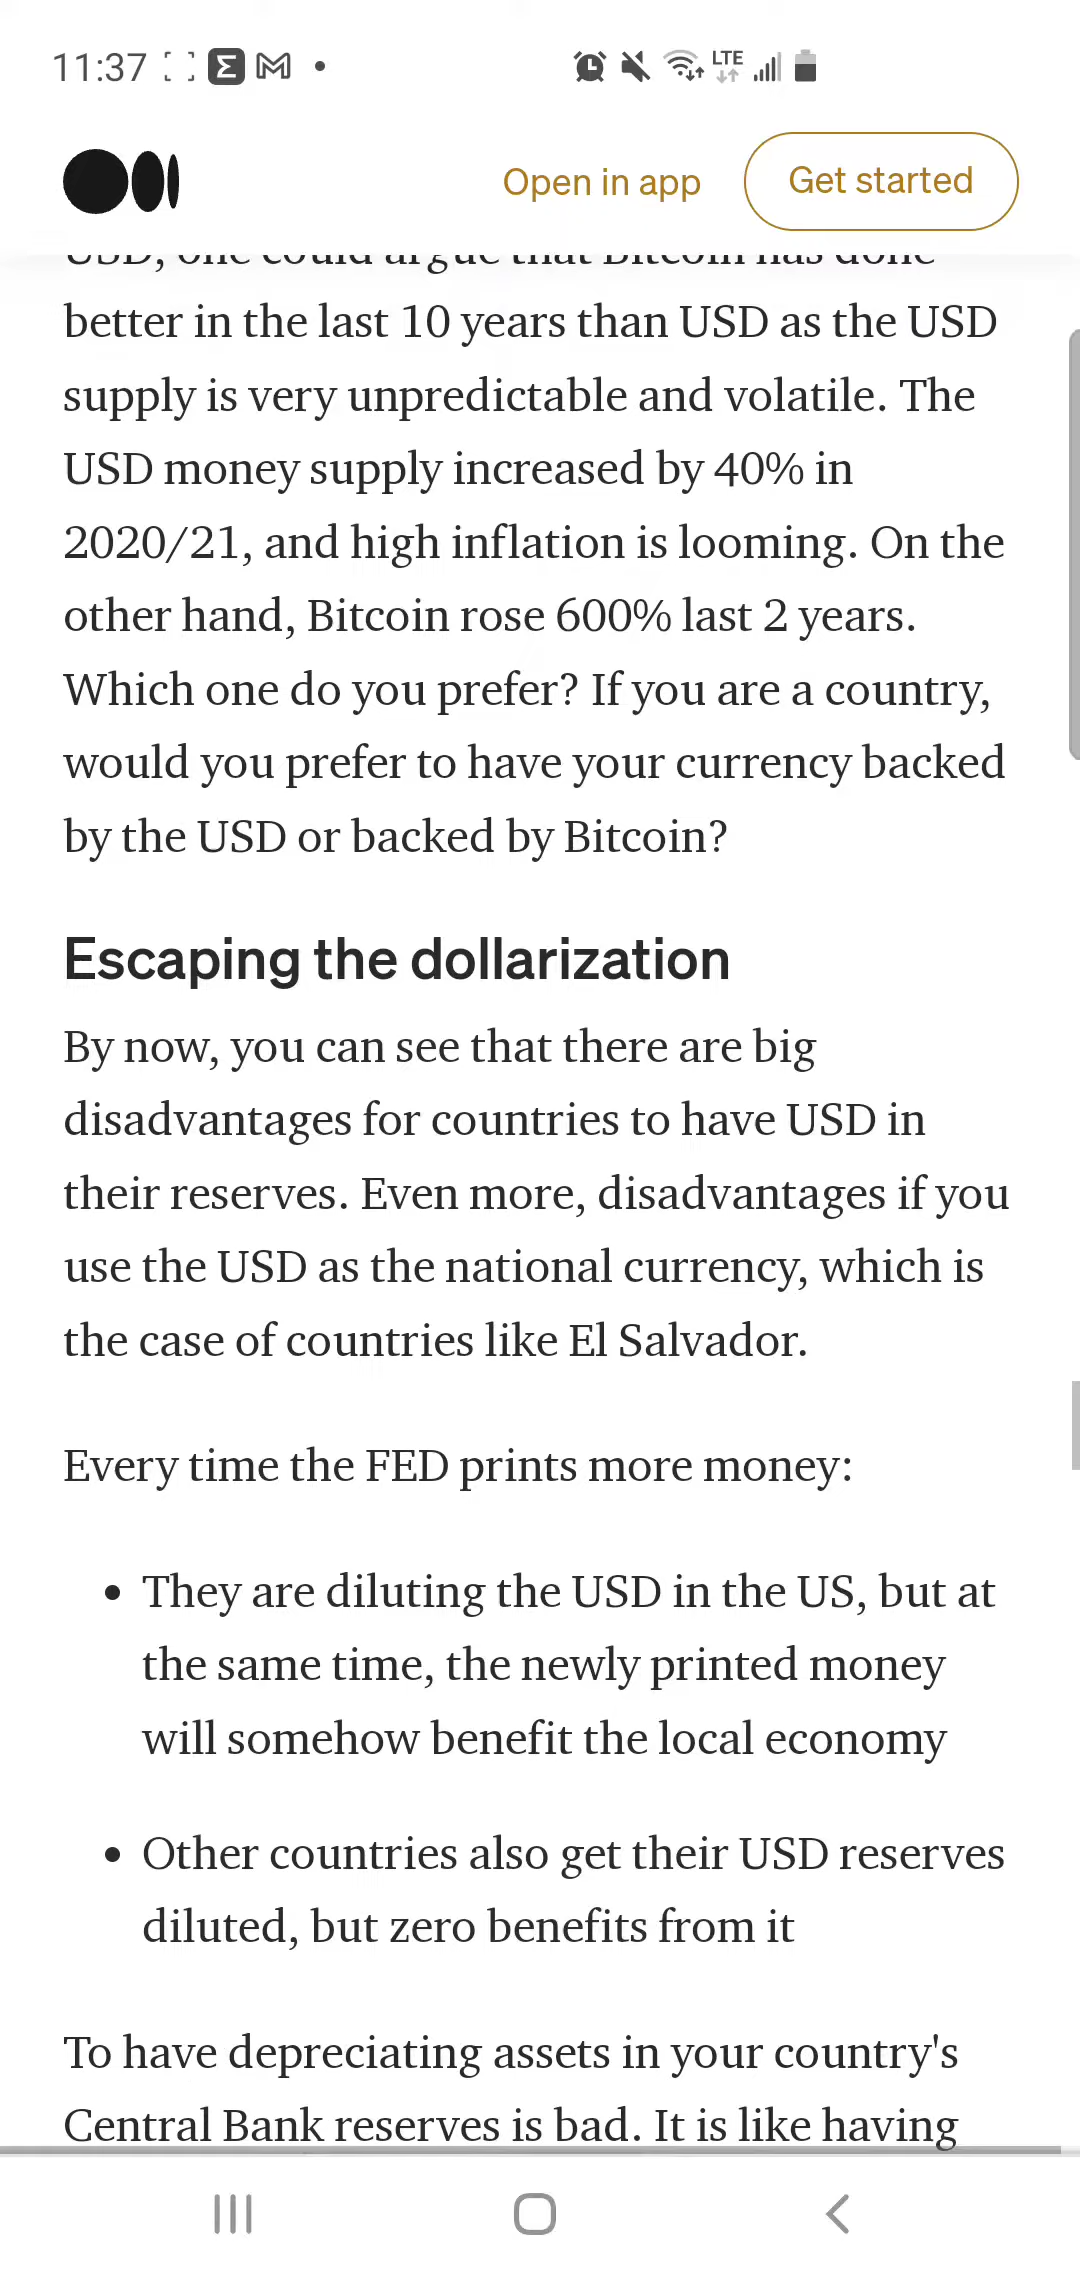 11:37
LTE
Open in app
Get started
USD, one could argue that Bitcoin has done
better in the last 10 years than USD as the USD
supply is very unpredictable and volatile. The
USD money supply increased by 40% in
2020/21, and high inflation is looming. On the
other hand, Bitcoin rose 600% last 2 years.
Which one do you prefer? If you are a country,
would you prefer to have your currency backed
by the USD or backed by Bitcoin?
Escaping the dollarization
By now, you can see that there are big
disadvantages for countries to have USD in
their reserves. Even more, disadvantages if you
use the USD as the national currency, which is
the case of countries like El Salvador.
Every time the FED prints more money:
• They are diluting the USD in the US, but at
the same time, the newly printed money
will somehow benefit the local economy
• Other countries also get their USD reserves
diluted, but zero benefits from it
To have depreciating assets in your country's
Central Bank reserves is bad. It is like having